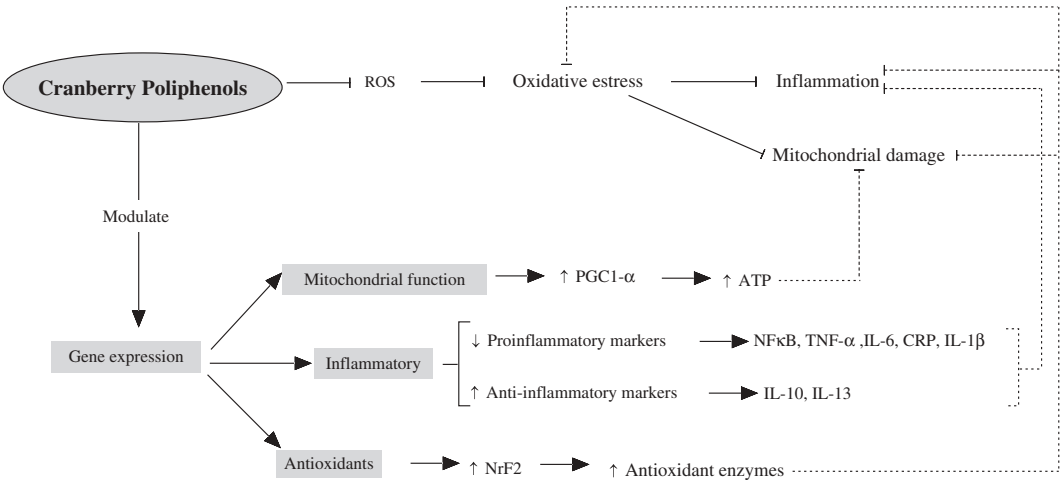 Cranberry Poliphenols
ROS
Oxidative estress
Inflammation
Mitochondrial damage
Modulate
Mitochondrial function
↑ PGC1-α
↑ ATP
Gene expression
Inflammatory
↓ Proinflammatory markers
NFκB, TNF-α ,IL-6, CRP, IL-1β
↑ Anti-inflammatory markers
IL-10, IL-13
Antioxidants
↑ NrF2
↑ Antioxidant enzymes